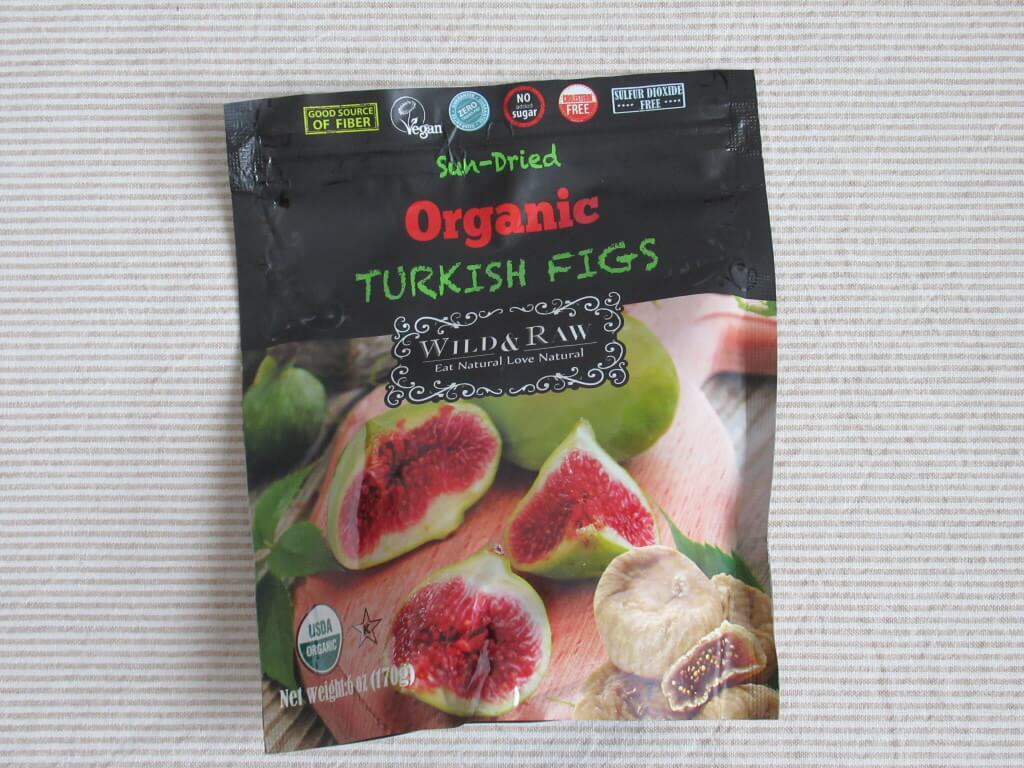 GOOD SOURCE
OF FIBER
Vegan
ZERO
NO
added
sugar
CHOLESTEROL
FREE
SULFUR DIOXIDE
FREE
Sun-Dried
Organic
TURKISH FIGS
WILD & RAW
Eat Natural Love Natural
USDA
ORGANIC
K
Net weight:6 oz (170g)